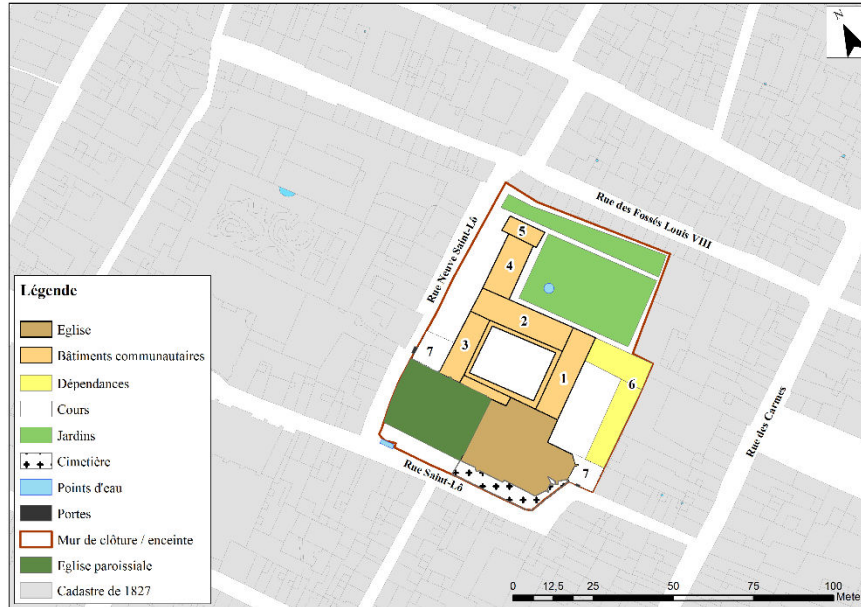 N
Rue des Fossés Louis VIII
Rue Neuve Saint-Lô
5
4
2
3
7
1
6
7
Rue Saint-Lô
Rue des Carmes
Légende
Eglise
Bâtiments communautaires
Dépendances
Cours
Jardins
Cimetière
Points d'eau
Portes
Mur de clôture / enceinte
Eglise paroissiale
Cadastre de 1827
0 12,5 25 50 75 100
Mete